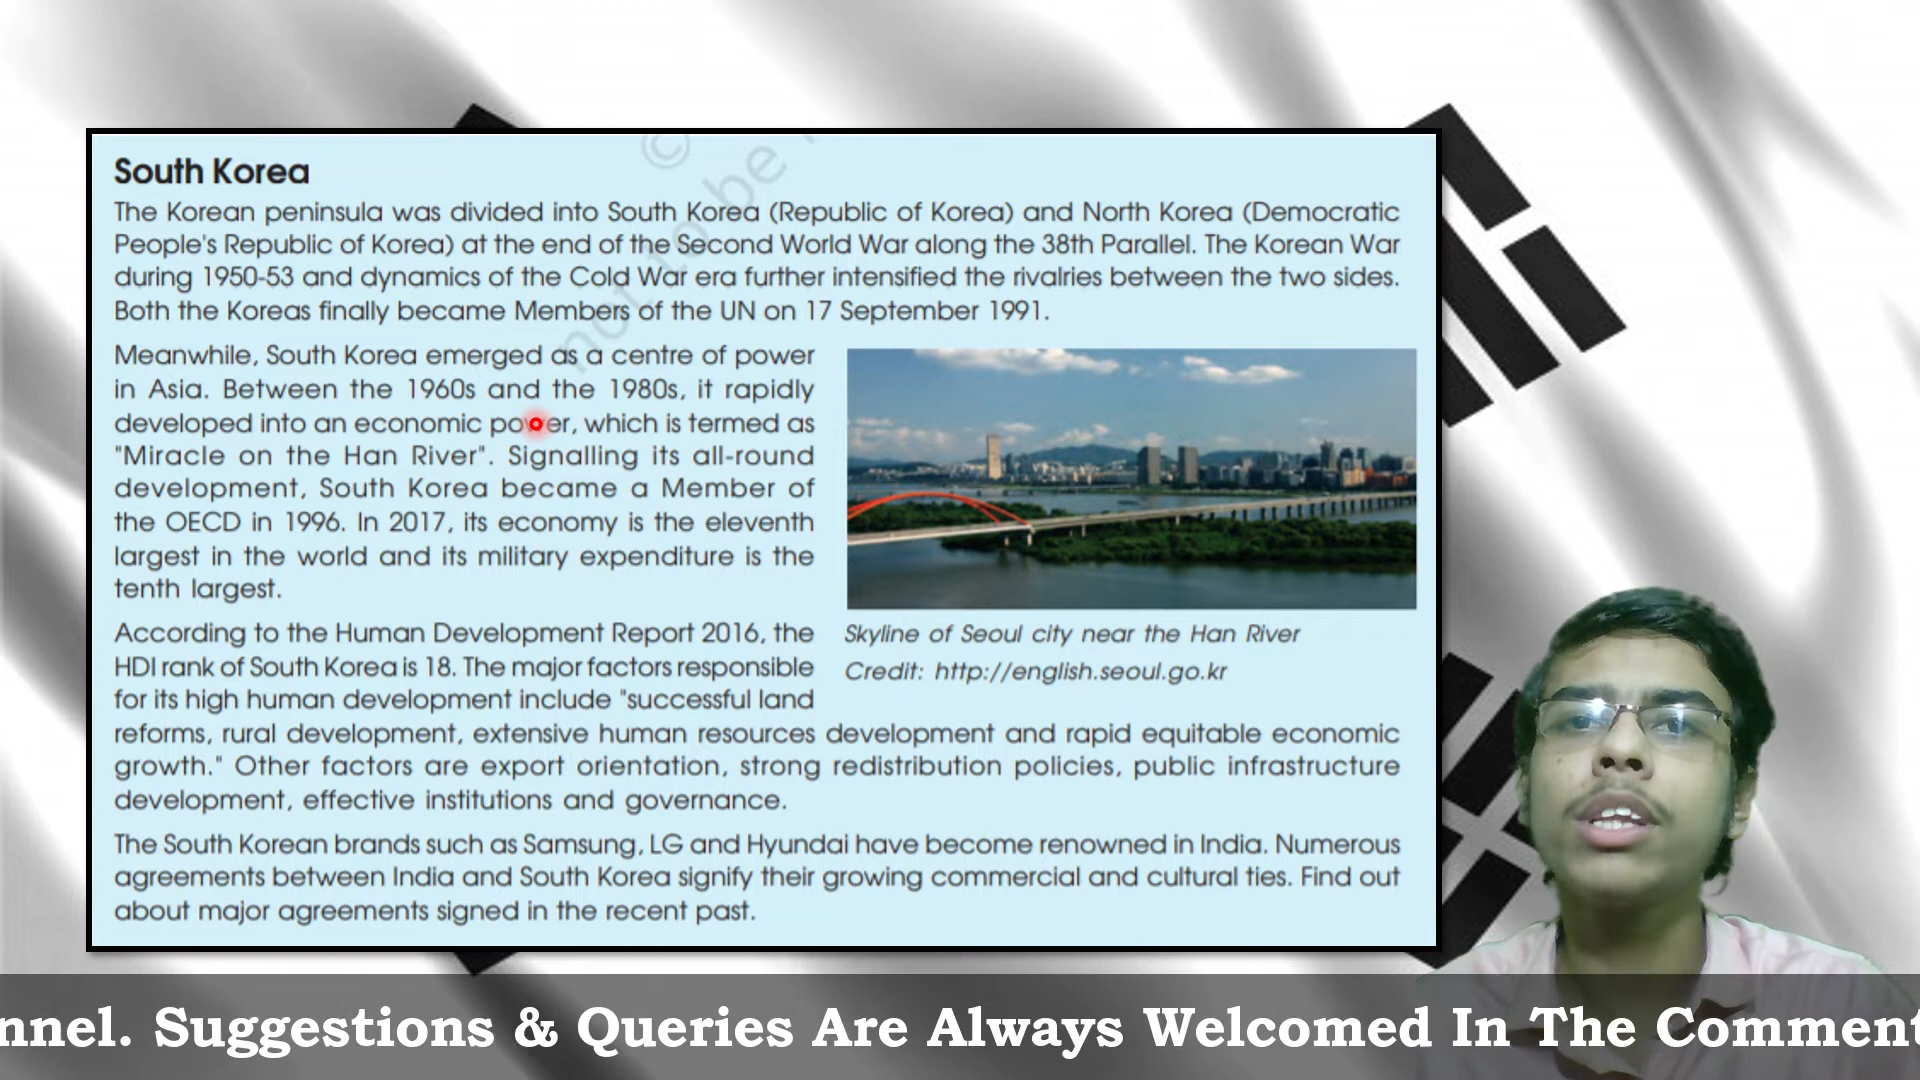 South Korea
The Korean peninsula was divided into South Korea (Republic of Korea) and North Korea (Democratic
People's Republic of Korea) at the end of the Second World War along the 38th Parallel. The Korean War
during 1950-53 and dynamics of the Cold War era further intensified the rivalries between the two sides.
Both the Koreas finally became Members of the UN on 17 September 1991.
Meanwhile, South Korea emerged as a centre of power
in Asia. Between the 1960s and the 1980s, it rapidly
developed into an economic power, which is termed as
"Miracle on the Han River". Signalling its all-round
development, South Korea became a Member of
the OECD in 1996. In 2017, its economy is the eleventh
largest in the world and its military expenditure is the
tenth largest.
According to the Human Development Report 2016, the
HDI rank of South Korea is 18. The major factors responsible
for its high human development include "successful land
reforms, rural development, extensive human resources development and rapid equitable economic
growth." Other factors are export orientation, strong redistribution policies, public infrastructure
development, effective institutions and governance.
Skyline of Seoul city near the Han River
Credit: http://english.seoul.go.kr
The South Korean brands such as Samsung, LG and Hyundai have become renowned in India. Numerous
agreements between India and South Korea signify their growing commercial and cultural ties. Find out
about major agreements signed in the recent past.
©
not to be
nnel. Suggestions & Queries Are Always Welcomed In The Comment